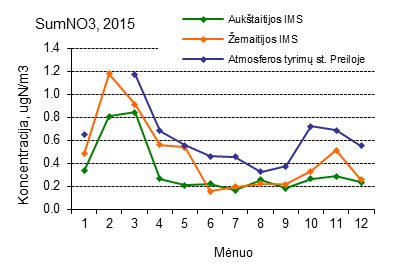 SumNO3, 2015
Aukštaitijos IMS
Žemaitijos IMS
Atmosferos tyrimų st. Preiloje
Koncentracija, ugN/m3
1.4
1.2
1.0
0.8
0.6
0.4
0.2
0.0
1 2 3 4 5 6 7 8 9 10 11 12
Mėnuo